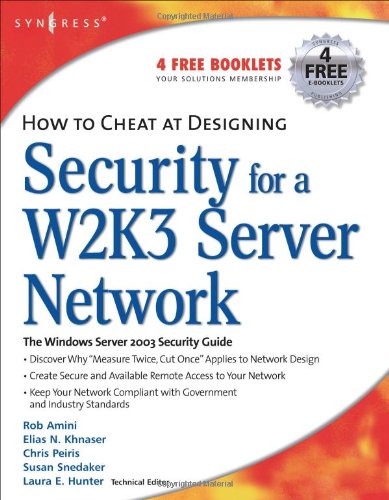 SYNGRESS®
4 FREE BOOKLETS
YOUR SOLUTIONS MEMBERSHIP
SYNGRESS
4
FREE
E-BOOKLETS
HOW TO CHEAT AT DESIGNING
Security for a
W2K3 Server
Network
The Windows Server 2003 Security Guide
• Discover Why "Measure Twice, Cut Once" Applies to Network Design
• Create Secure and Available Remote Access to Your Network
• Keep Your Network Compliant with Government
and Industry Standards
Rob Amini
Elias N. Khnaser
Chris Peiris
Susan Snedaker
Laura E. Hunter Technical Editor
Copyrighted Material